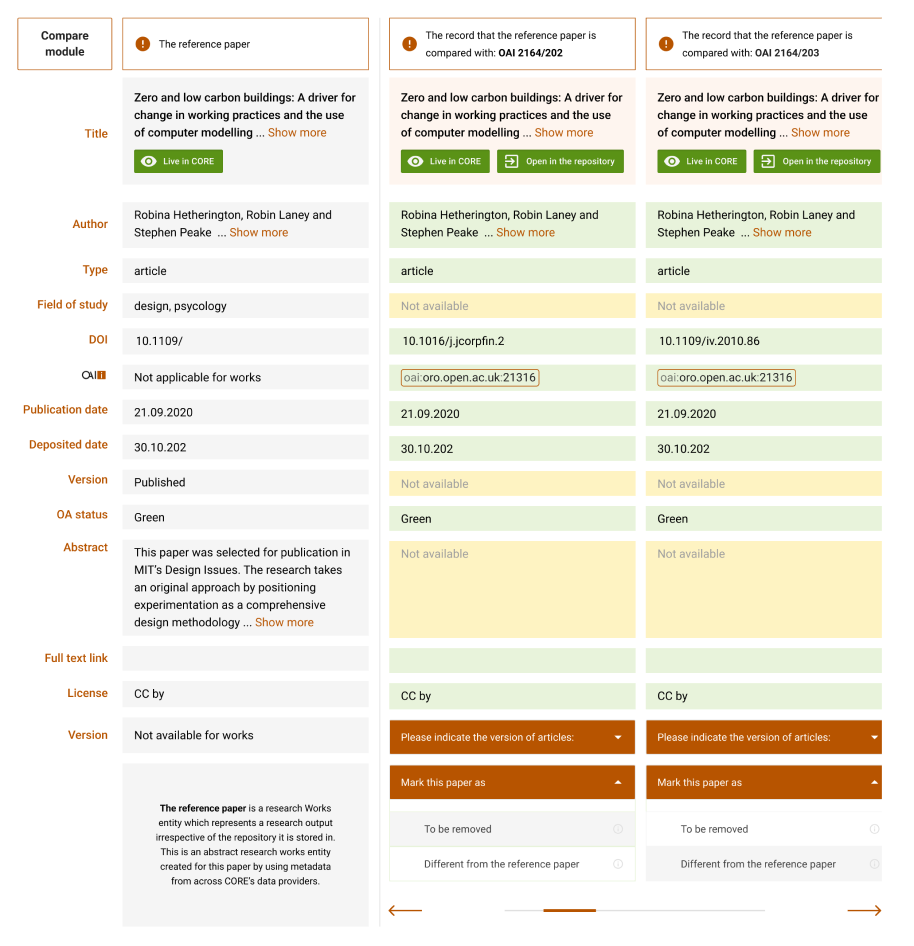 Compare
module
The reference paper
The record that the reference paper is
compared with: OAI 2164/202
The record that the reference paper is
compared with: OAI 2164/203
Title
Zero and low carbon buildings: A driver for
change in working practices and the use
of computer modelling ... Show more
Live in CORE
Zero and low carbon buildings: A driver for
change in working practices and the use
of computer modelling ... Show more
Live in CORE
Open in the repository
Zero and low carbon buildings: A driver for
change in working practices and the use
of computer modelling ... Show more
Live in CORE
Open in the repository
Author
Robina Hetherington, Robin Laney and
Stephen Peake ... Show more
Robina Hetherington, Robin Laney and
Stephen Peake ... Show more
Robina Hetherington, Robin Laney and
Stephen Peake ... Show more
Type
article
article
article
Field of study
design, psycology
Not available
Not available
DOI
10.1109/
10.1016/j.jcorpfin.2
10.1109/iv.2010.86
OAI
Not applicable for works
oai:oro.open.ac.uk:21316
oai:oro.open.ac.uk:21316
Publication date
21.09.2020
21.09.2020
21.09.2020
Deposited date
30.10.202
30.10.202
30.10.202
Version
Published
Not available
Not available
OA status
Green
Green
Green
Abstract
This paper was selected for publication in
MIT's Design Issues. The research takes
an original approach by positioning
experimentation as a comprehensive
design methodology ... Show more
Not available
Not available
Full text link
License
CC by
CC by
CC by
Version
Not available for works
Please indicate the version of articles:
Please indicate the version of articles:
The reference paper is a research Works
entity which represents a research output
irrespective of the repository it is stored in.
This is an abstract research works entity
created for this paper by using metadata
from across CORE's data providers.
Mark this paper as
To be removed
Different from the reference paper
Mark this paper as
To be removed
Different from the reference paper